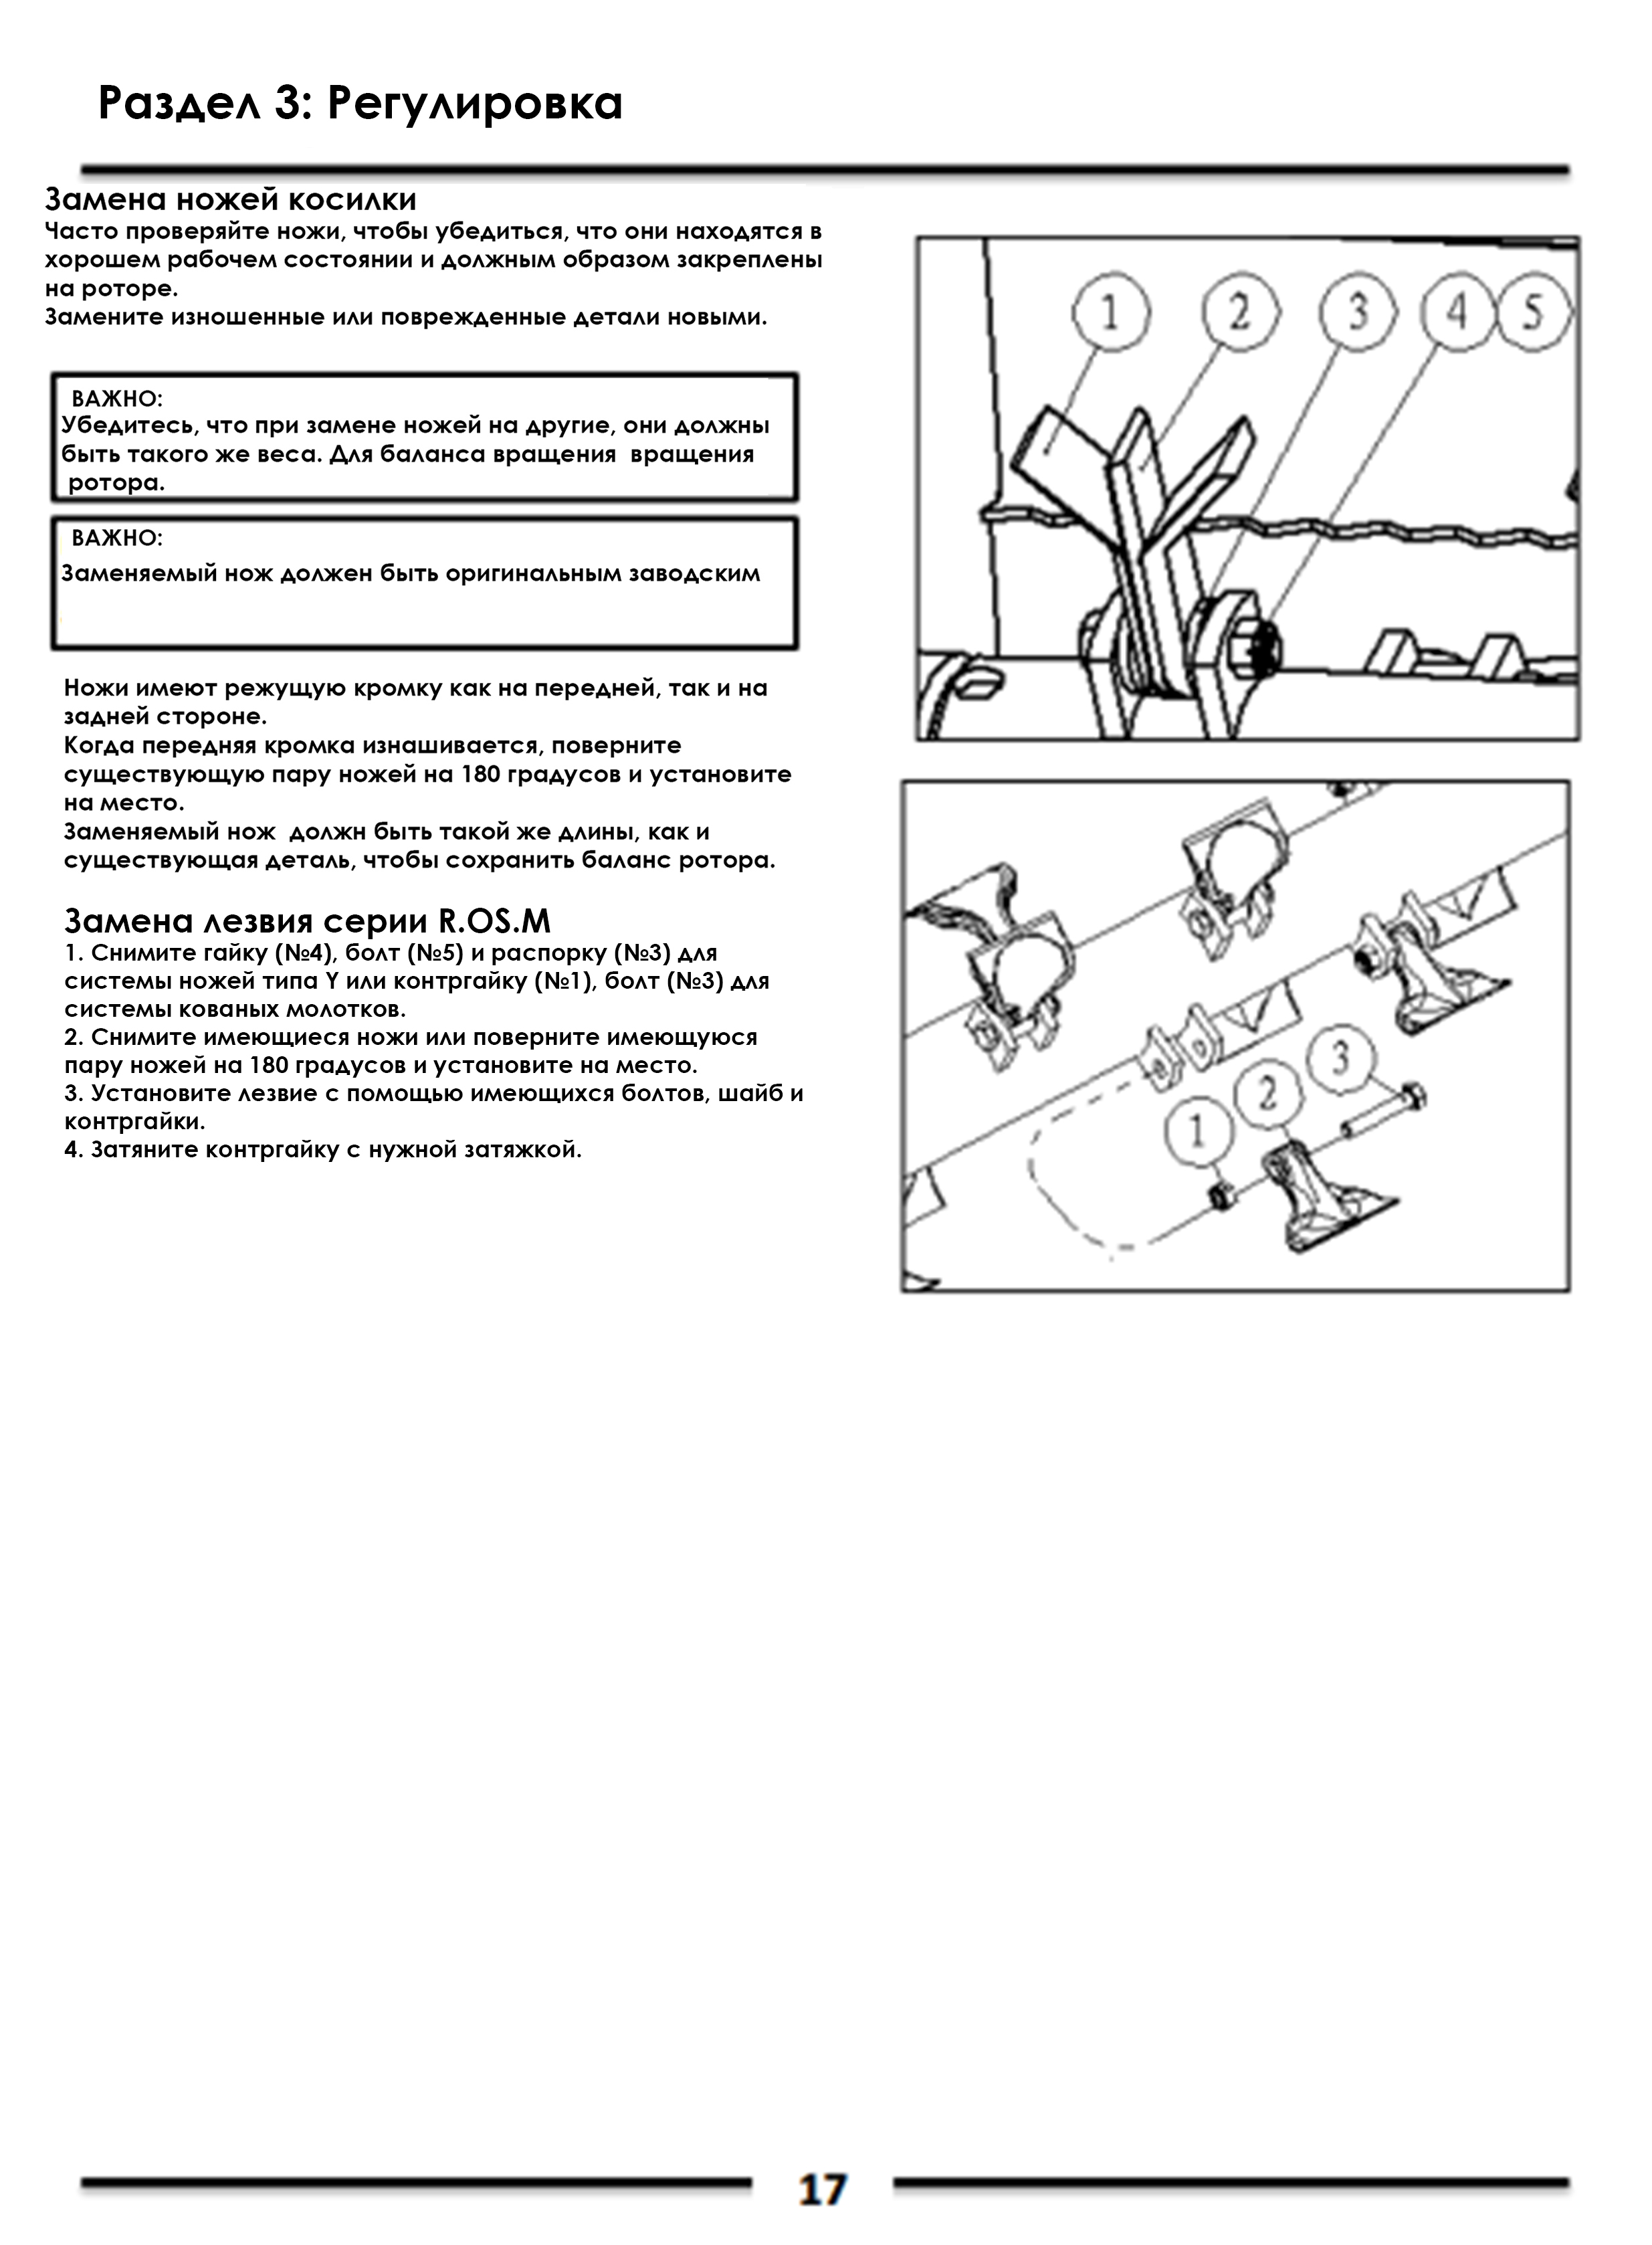 Раздел 3: Регулировка
Замена ножей косилки
Часто проверяйте ножи, чтобы убедиться, что они находятся в
хорошем рабочем состоянии и должным образом закреплены
на роторе.
Замените изношенные или поврежденные детали новыми.
ВАЖНО:
Убедитесь, что при замене ножей на другие, они должны
быть такого же веса. Для баланса вращения  вращения
ротора.
ВАЖНО:
Заменяемый нож должен быть оригинальным заводским
Ножи имеют режущую кромку как на передней, так и на
задней стороне.
Когда передняя кромка изнашивается, поверните
существующую пару ножей на 180 градусов и установите
на место.
Заменяемый нож  должн быть такой же длины, как и
существующая деталь, чтобы сохранить баланс ротора.
Замена лезвия серии R.OS.M
1. Снимите гайку (№4), болт (№5) и распорку (№3) для
системы ножей типа Y или контргайку (№1), болт (№3) для
системы кованых молотков.
2. Снимите имеющиеся ножи или поверните имеющуюся
пару ножей на 180 градусов и установите на место.
3. Установите лезвие с помощью имеющихся болтов, шайб и
контргайки.
4. Затяните контргайку с нужной затяжкой.
1 2 3 4 5
3
2
1
17